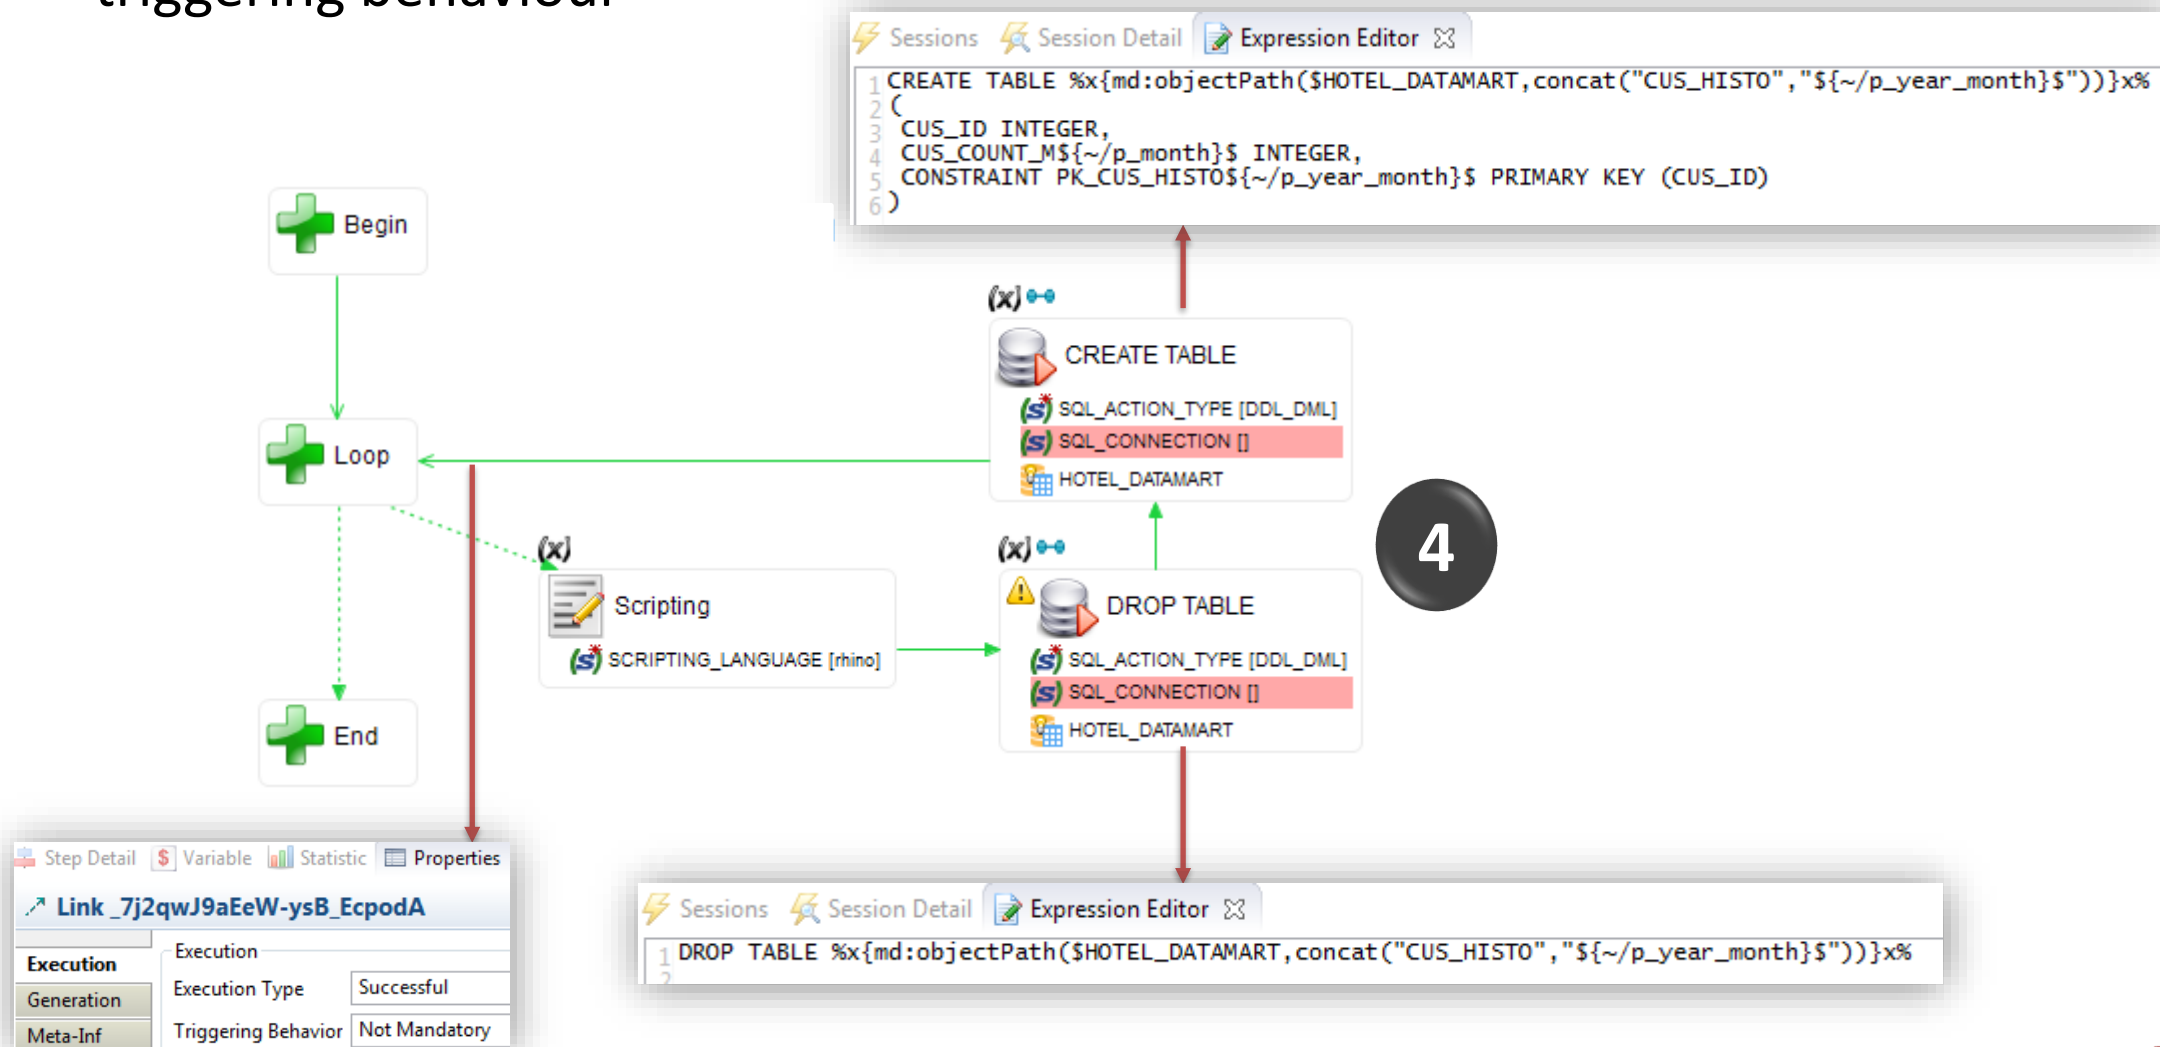 triggering behaviour
Sessions Session Detail Expression Editor
1 CREATE TABLE %x{md:objectPath($HOTEL_DATAMART,concat("CUS_HISTO","${~/p_year_month}$"))}x%
2 (
3 CUS_ID INTEGER,
4 CUS_COUNT_M${~/p_month}$ INTEGER,
5 CONSTRAINT PK_CUS_HISTO${~/p_year_month}$ PRIMARY KEY (CUS_ID)
6 )
Begin
(x)
CREATE TABLE
(s) SQL_ACTION_TYPE [DDL_DML]
(s) SQL_CONNECTION []
HOTEL_DATAMART
Loop
4
(x)
Scripting
(s) SCRIPTING_LANGUAGE [rhino]
(x)
DROP TABLE
(s) SQL_ACTION_TYPE [DDL_DML]
(s) SQL_CONNECTION []
HOTEL_DATAMART
End
Step Detail Variable Statistic Properties
Link _7j2qwJ9aEeW-ysB_EcpodA
Execution
Generation
Meta-Inf
Execution
Execution Type Successful
Triggering Behavior Not Mandatory
Sessions Session Detail Expression Editor
1 DROP TABLE %x{md:objectPath($HOTEL_DATAMART,concat("CUS_HISTO","${~/p_year_month}$"))}x%
2